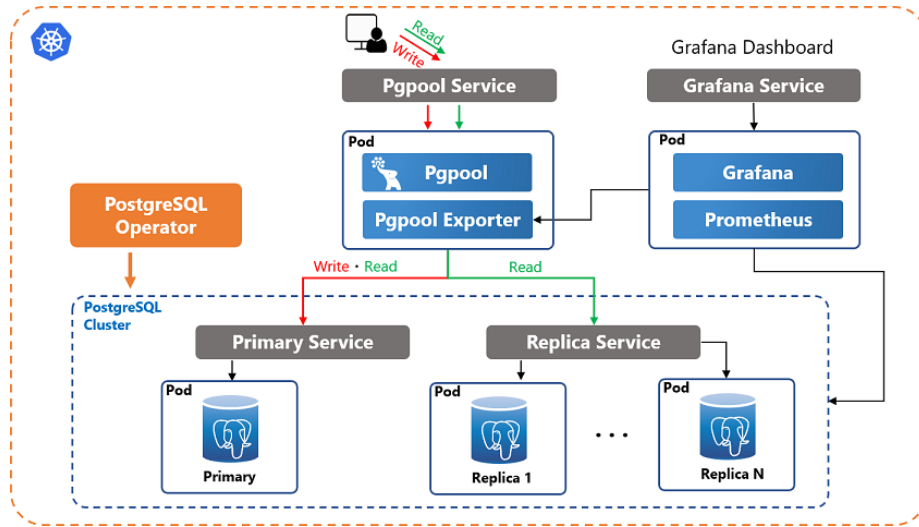 Read
Write
Grafana Dashboard
Pgpool Service
Grafana Service
Pod
Pgpool
Pgpool Exporter
Pod
Grafana
Prometheus
PostgreSQL
Operator
Write・Read
Read
PostgreSQL
Cluster
Primary Service
Replica Service
Pod
Primary
Pod
Replica 1
...
Pod
Replica N